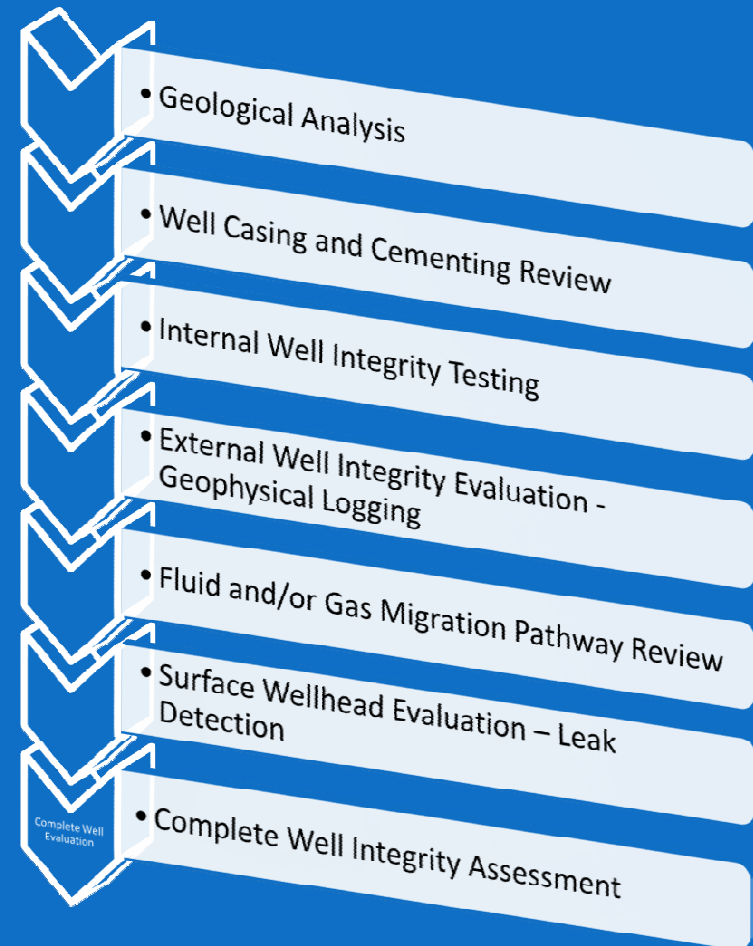 • Geological Analysis
• Well Casing and Cementing Review
• Internal Well Integrity Testing
• External Well Integrity Evaluation -
Geophysical Logging
• Fluid and/or Gas Migration Pathway Review
• Surface Wellhead Evaluation – Leak
Detection
Complete Well
Evaluation
• Complete Well Integrity Assessment